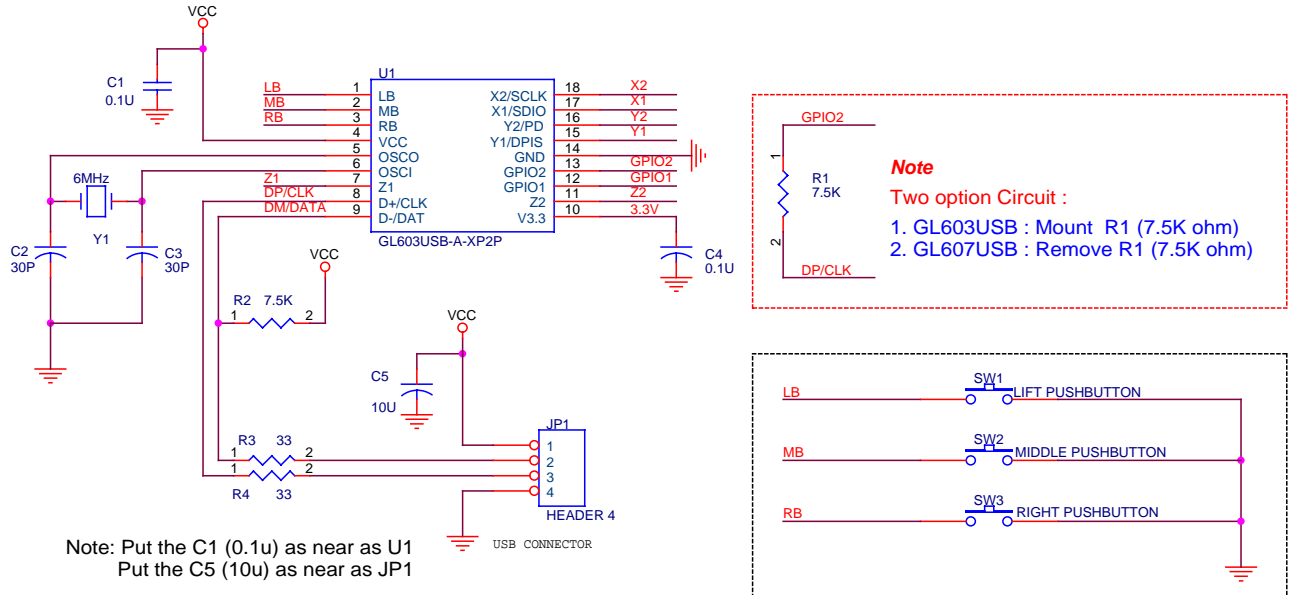 VCC
C1
0.1U
U1
GL603USB-A-XP2P
LB 1 LB
MB 2 MB
RB 3 RB
4 VCC
5 OSCO
6 OSCI
Z1 7 Z1
DP/CLK 8 D+/CLK
DM/DATA 9 D-/DAT
X2/SCLK 18 X2
X1/SDIO 17 X1
Y2/PD 16 Y2
Y1/DPIS 15 Y1
GND 14
GPIO2 13 GPIO2
GPIO1 12 GPIO1
Z2 11 Z2
V3.3 10 3.3V
6MHz
Y1
C2
30P
C3
30P
C4
0.1U
VCC
R2 7.5K
1 2
VCC
C5
10U
R3 33
1 2
1 2
R4 33
JP1
1
2
3
4
HEADER 4
USB CONNECTOR
Note: Put the C1 (0.1u) as near as U1
Put the C5 (10u) as near as JP1
GPIO2
1
R1
7.5K
2
DP/CLK
Note
Two option Circuit :
1. GL603USB : Mount R1 (7.5K ohm)
2. GL607USB : Remove R1 (7.5K ohm)
LB
SW1
LIFT PUSHBUTTON
MB
SW2
MIDDLE PUSHBUTTON
RB
SW3
RIGHT PUSHBUTTON